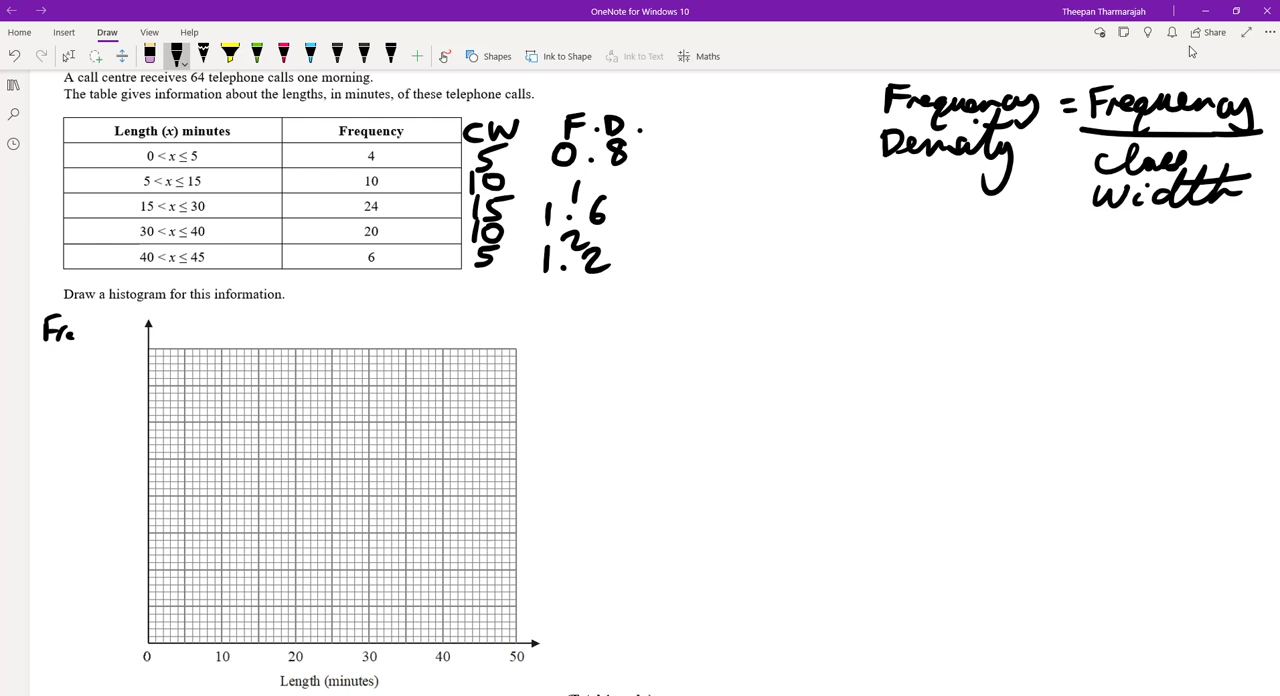 OneNote for Windows 10
Theepan Tharmarajah
Home Insert Draw View Help
Share
Shapes Ink to Shape Ink to Text Maths
A call centre receives 64 telephone calls one morning.
The table gives information about the lengths, in minutes, of these telephone calls.
Frequency Density = Frequency
Class Width
Length (x) minutes Frequency CW F.D.
0 < x ≤ 5 4 5 0.8
5 < x ≤ 15 10 10 1
15 < x ≤ 30 24 15 1.6
30 < x ≤ 40 20 10 2
40 < x ≤ 45 6 5 1.2
Draw a histogram for this information.
Fre
0 10 20 30 40 50
Length (minutes)